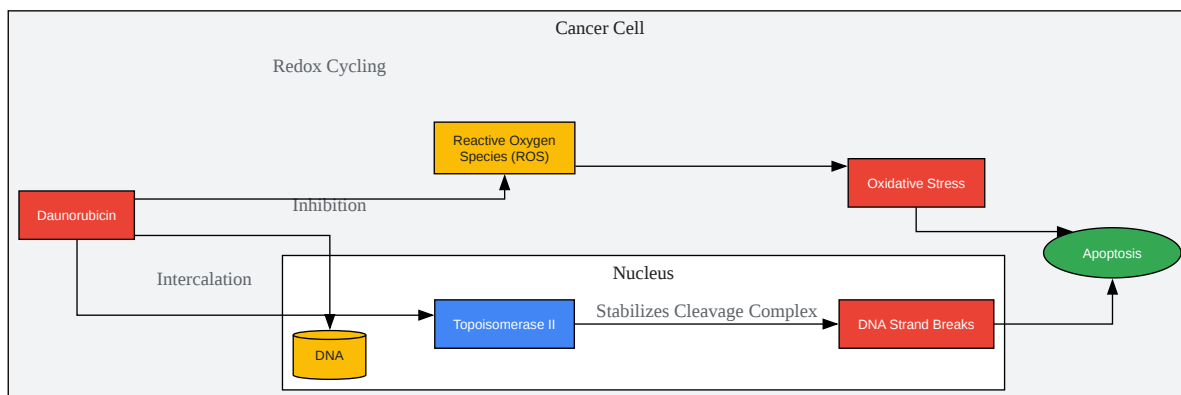 Cancer Cell
Redox Cycling
Reactive Oxygen
Species (ROS)
Oxidative Stress
Daunorubicin
Inhibition
Apoptosis
Nucleus
Intercalation
Stabilizes Cleavage Complex
Topoisomerase II
DNA Strand Breaks
DNA